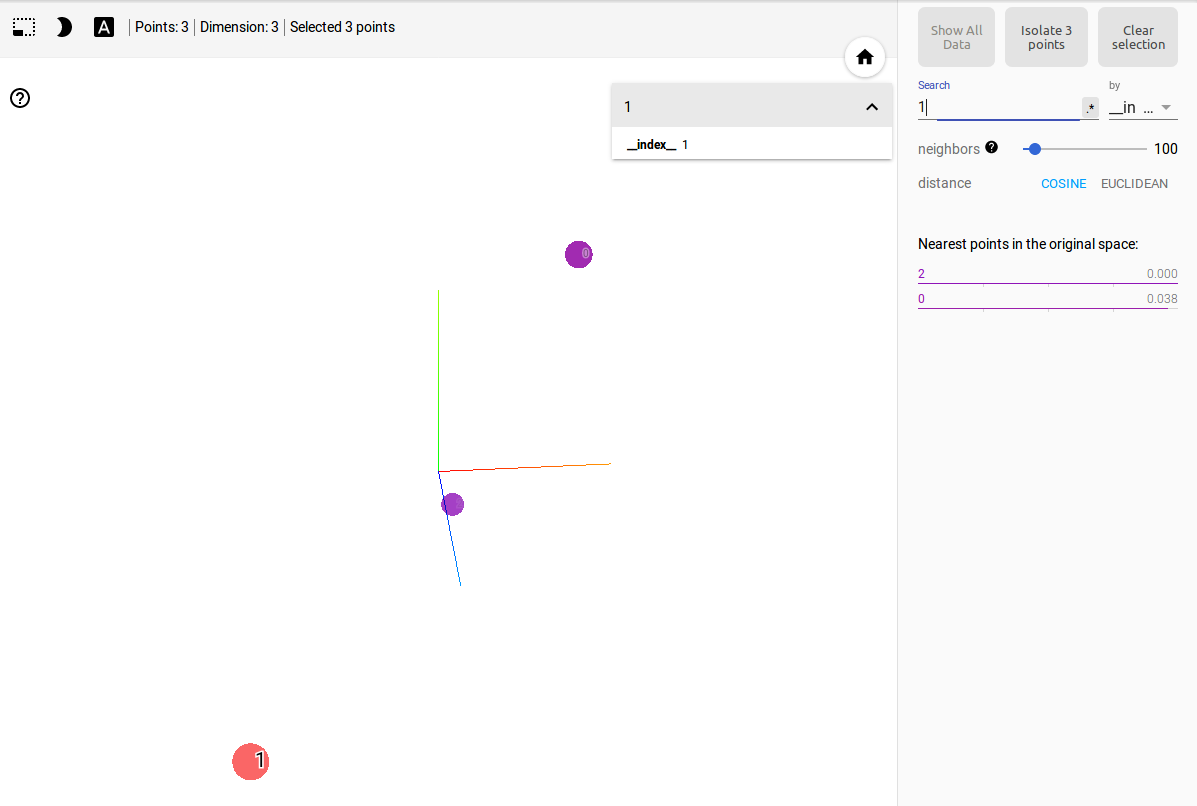 A Points: 3 Dimension: 3 Selected 3 points
Show All Data
Isolate 3 points
Clear selection
Search
by
1
.*
__in ...
1
__index__ 1
neighbors ? 100
distance COSINE EUCLIDEAN
Nearest points in the original space:
2 0.000
0 0.038
0
1